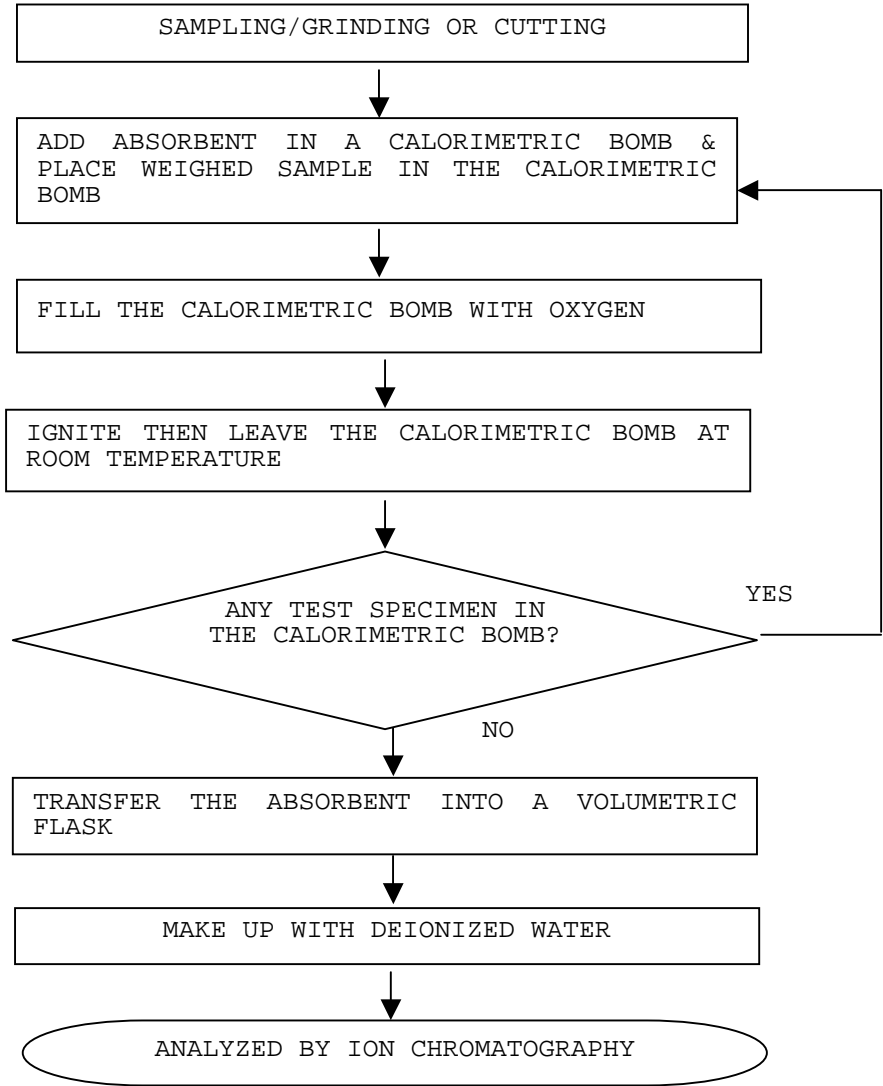 SAMPLING/GRINDING OR CUTTING
ADD ABSORBENT IN A CALORIMETRIC BOMB &
PLACE WEIGHED SAMPLE IN THE CALORIMETRIC
BOMB
FILL THE CALORIMETRIC BOMB WITH OXYGEN
IGNITE THEN LEAVE THE CALORIMETRIC BOMB AT
ROOM TEMPERATURE
ANY TEST SPECIMEN IN
THE CALORIMETRIC BOMB?
YES
NO
TRANSFER THE ABSORBENT INTO A VOLUMETRIC
FLASK
MAKE UP WITH DEIONIZED WATER
ANALYZED BY ION CHROMATOGRAPHY